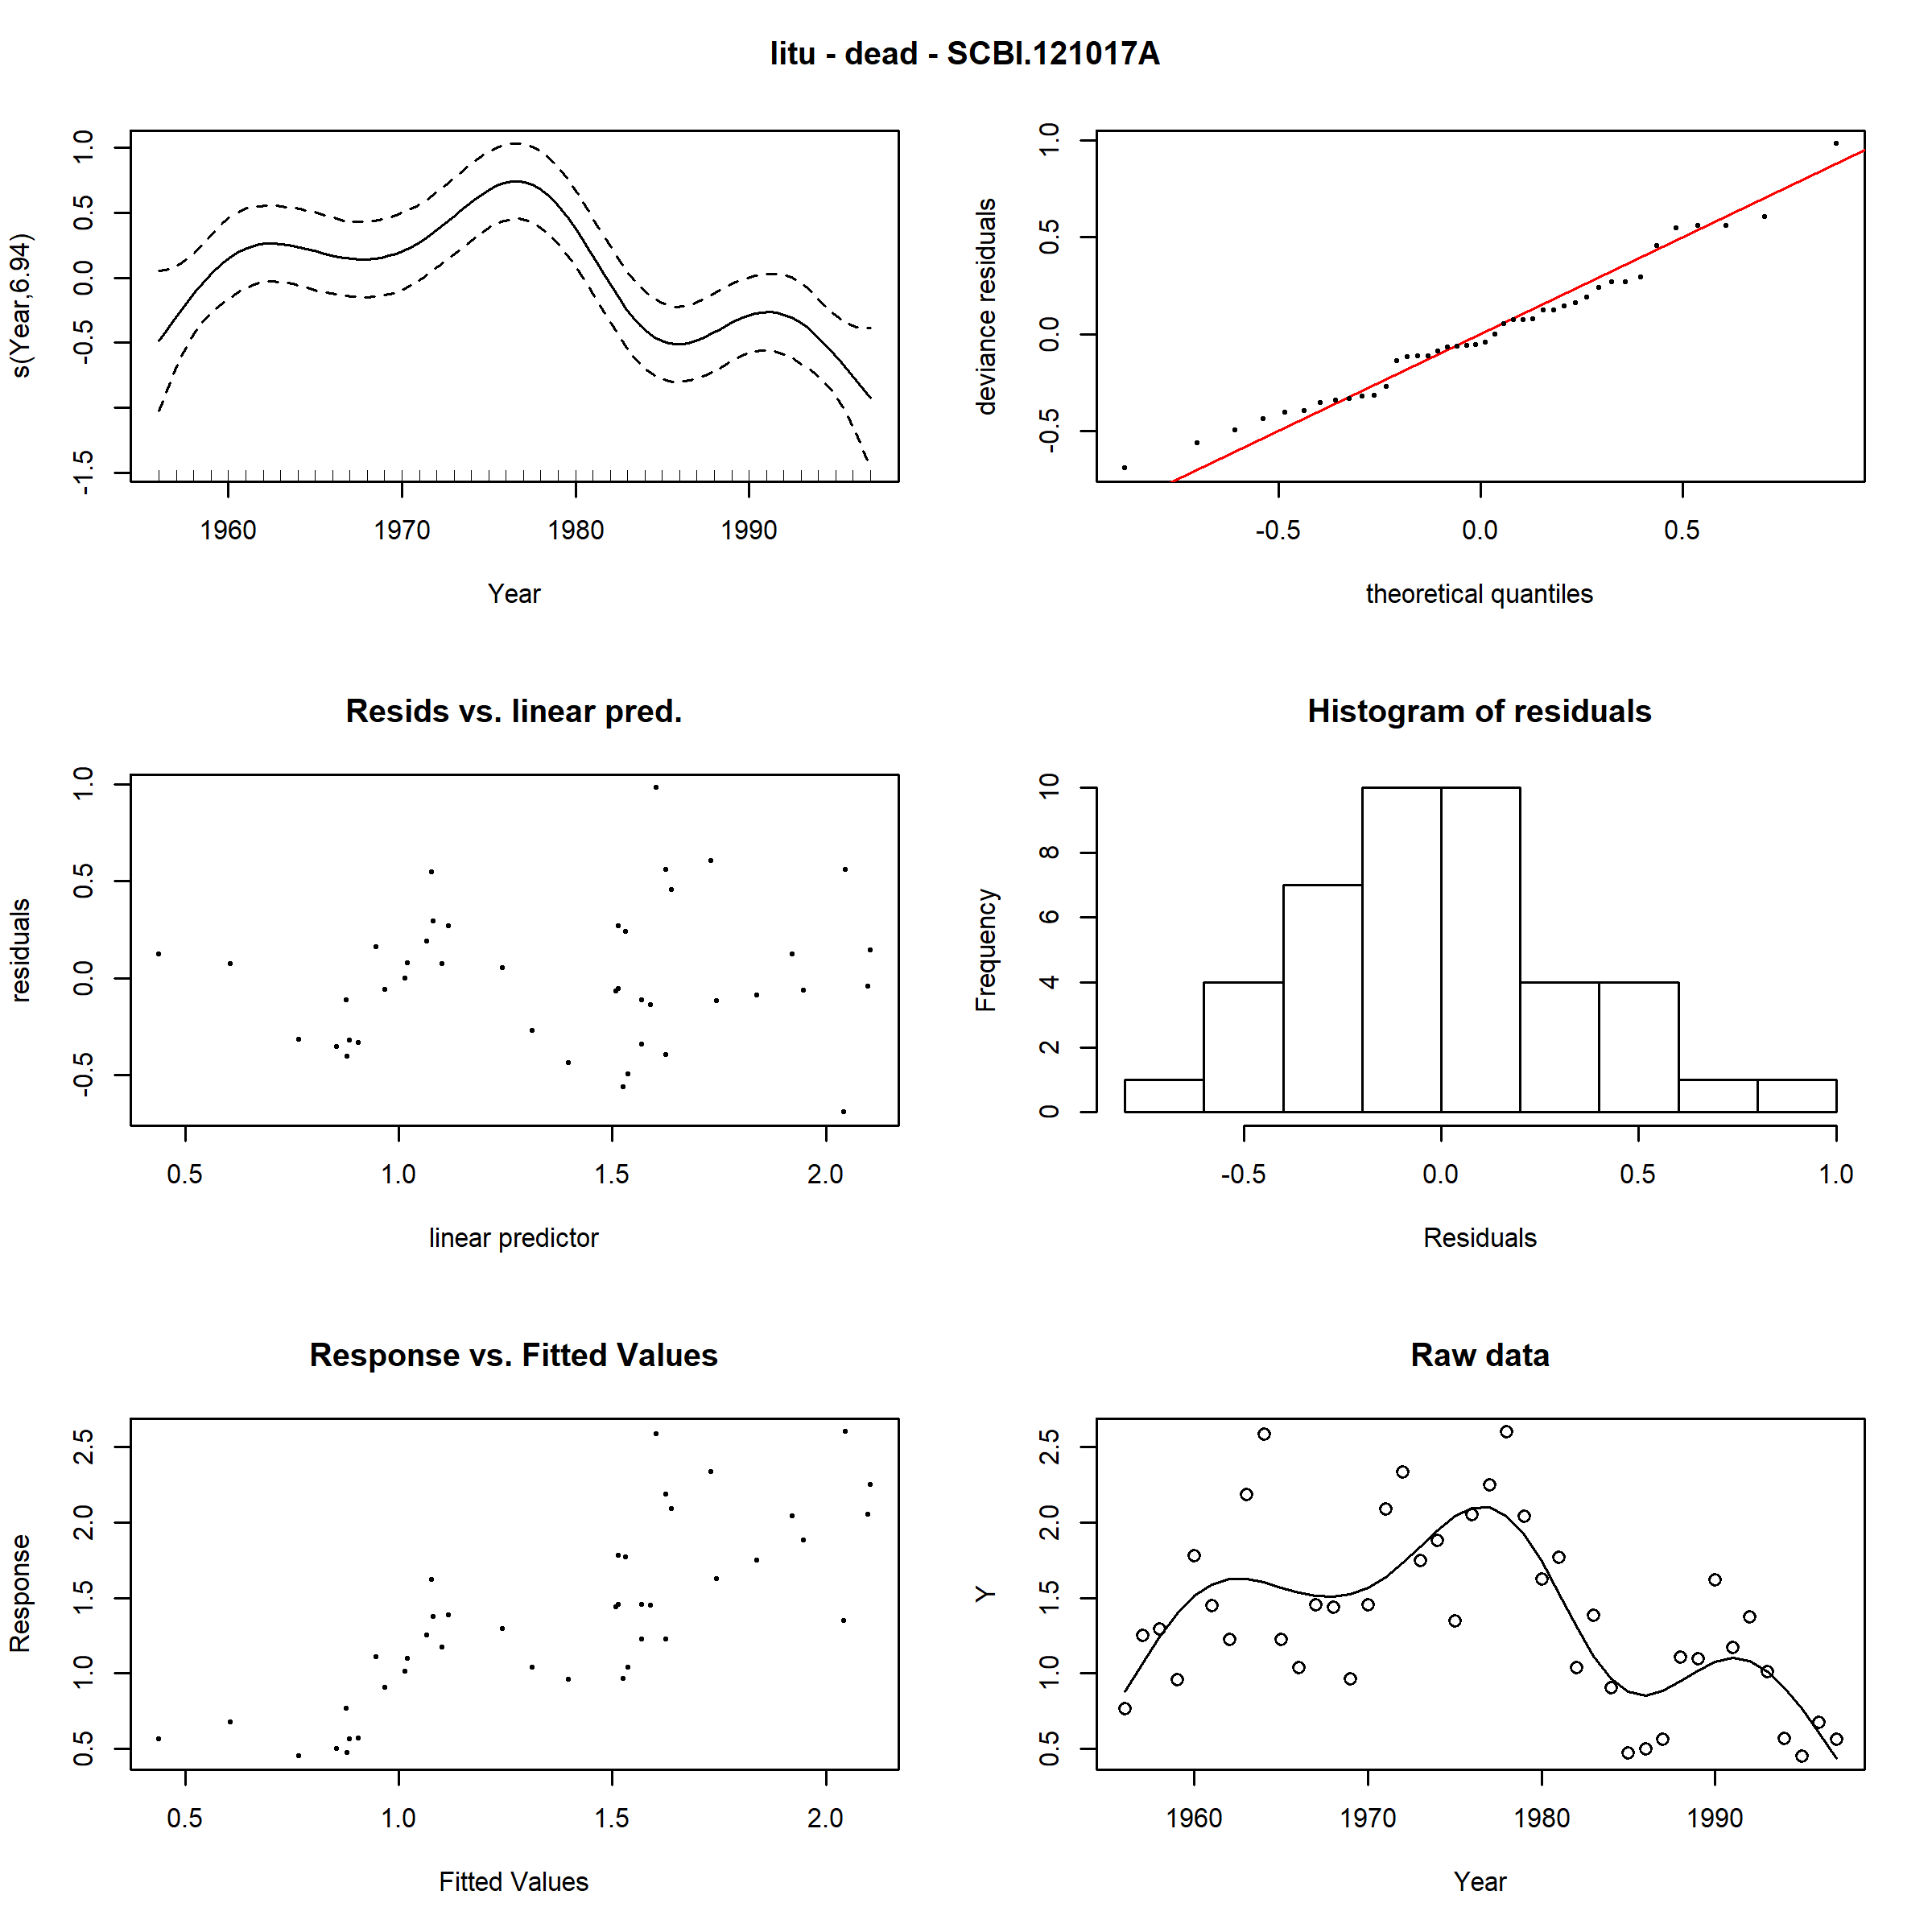 litu - dead - SCBI.121017A
s(Year,6.94)
1.0
0.5
0.0
-0.5
-1.5
1960 1970 1980 1990
Year
deviance residuals
1.0
0.5
0.0
-0.5
-0.5 0.0 0.5
theoretical quantiles
Resids vs. linear pred.
residuals
1.0
0.5
0.0
-0.5
0.5 1.0 1.5 2.0
linear predictor
Histogram of residuals
Frequency
10
8
6
4
2
0
-0.5 0.0 0.5 1.0
Residuals
Response vs. Fitted Values
Response
2.5
2.0
1.5
1.0
0.5
0.5 1.0 1.5 2.0
Fitted Values
Raw data
Y
2.5
2.0
1.5
1.0
0.5
1960 1970 1980 1990
Year